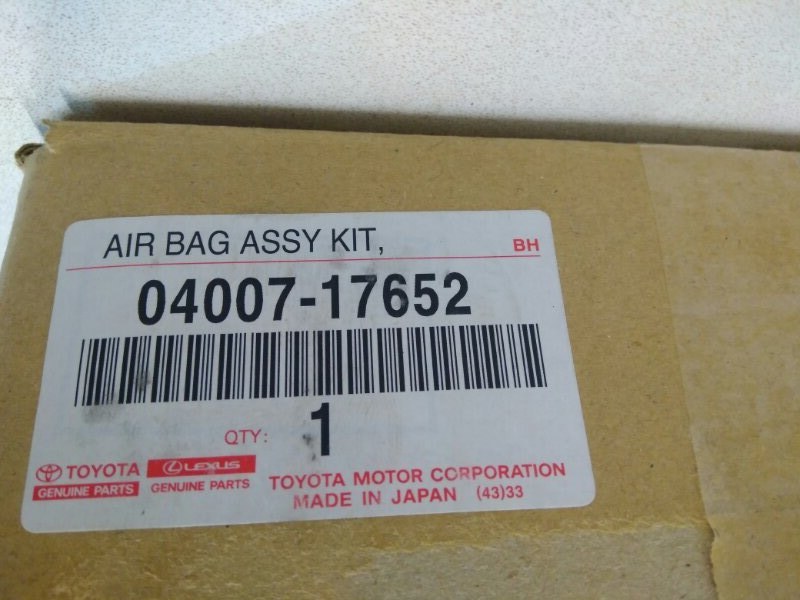 AIR BAG ASSY KIT,
BH
04007-17652
QTY: 1
TOYOTA
GENUINE PARTS
LEXUS
GENUINE PARTS
TOYOTA MOTOR CORPORATION
MADE IN JAPAN (43)33